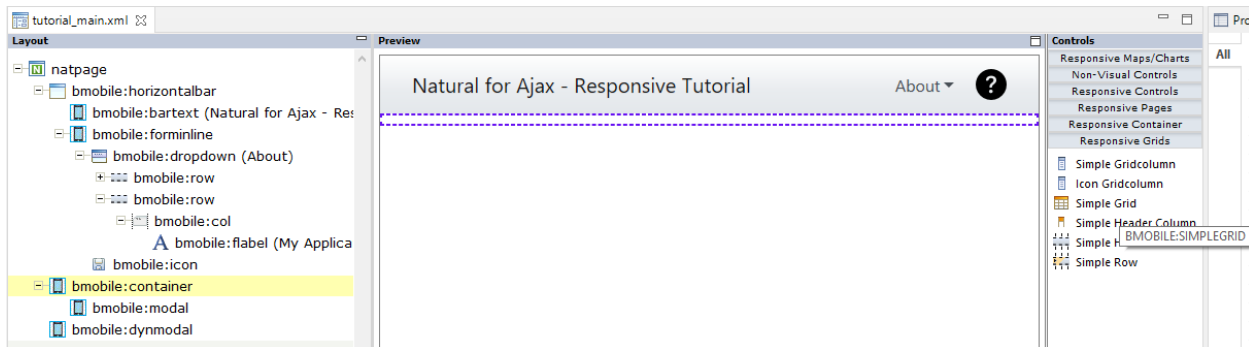 tutorial_main.xml
Layout
natpage
bmobile:horizontalbar
bmobile:bartext (Natural for Ajax - Res
bmobile:forminline
bmobile:dropdown (About)
bmobile:row
bmobile:row
bmobile:col
A bmobile:flabel (My Applica
bmobile:icon
bmobile:container
bmobile:modal
bmobile:dynmodal
Preview
Natural for Ajax - Responsive Tutorial
About
?
Controls
Responsive Maps/Charts
Non-Visual Controls
Responsive Controls
Responsive Pages
Responsive Container
Responsive Grids
Simple Gridcolumn
Icon Gridcolumn
Simple Grid
Simple Header Column
Simple H
BMOBILE:SIMPLEGRID
Simple Row
Pro
All